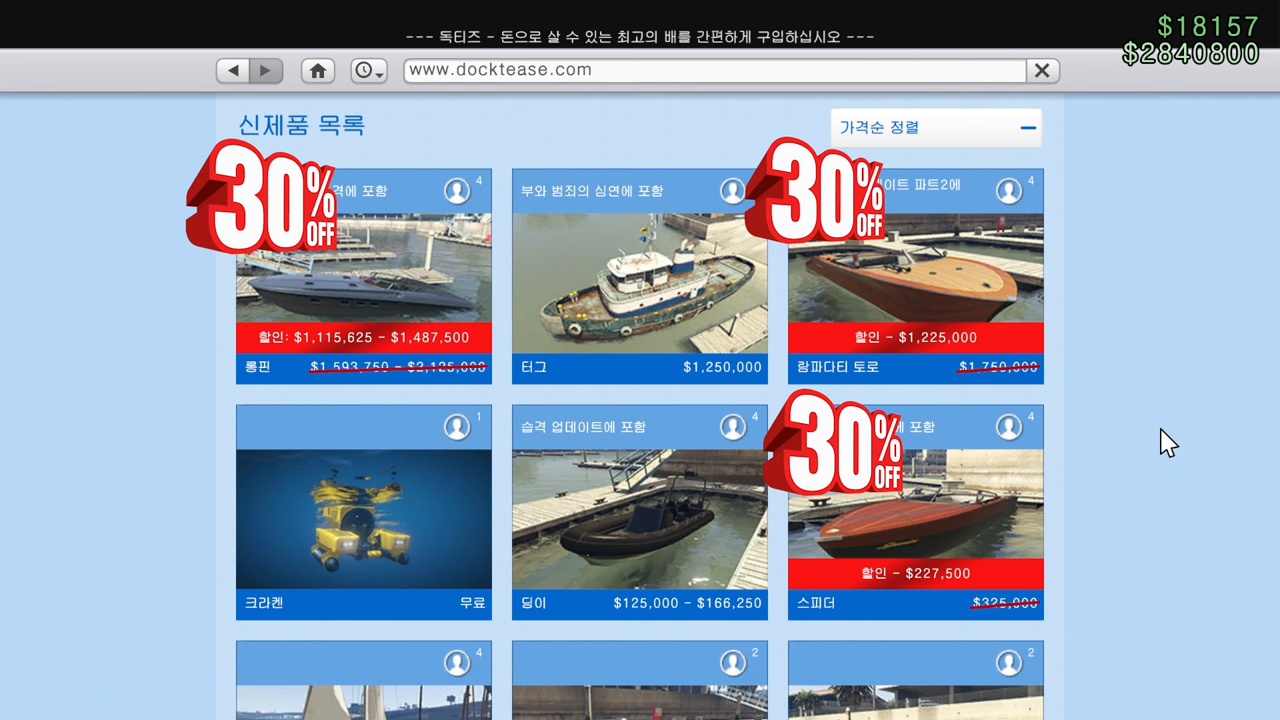 --- 독티즈 - 돈으로 살 수 있는 최고의 배를 간편하게 구입하십시오 ---
$18157
$2840800
www.docktease.com
신제품 목록
가격순 정렬
30% OFF
격에 포함
4
부와 범죄의 심연에 포함
30% OFF
이트 파트2에
4
할인: $1,115,625 - $1,487,500
할인 - $1,225,000
롱핀
$1,593,750 - $2,125,000
터그
$1,250,000
람파다티 토로
$1,750,000
1
습격 업데이트에 포함
4
30% OFF
에 포함
4
할인 - $227,500
크라켄
무료
딩이
$125,000 - $166,250
스피더
$325,000
4
2
2